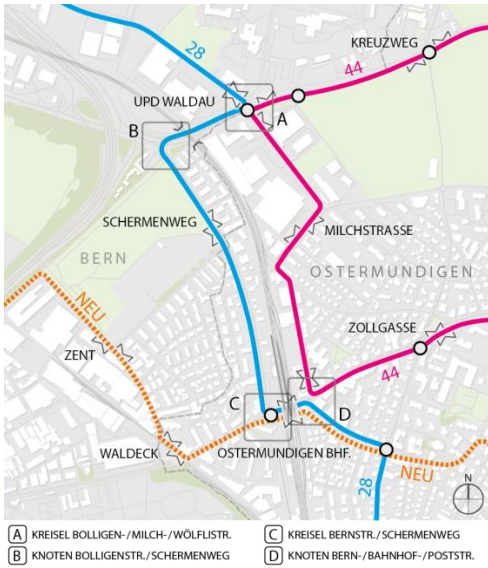 KREUZWEG
28
44
UPD WALDAU
A
B
SCHERMENWEG
MILCHSTRASSE
BERN
OSTERMUNDIGEN
NEU
ZOLLGASSE
ZENT
44
C
D
WALDECK
OSTERMUNDIGEN BHF.
NEU
28
N
A KREISEL BOLLIGEN-/MILCH-/WÖLFLISTR.
B KNOTEN BOLLIGENSTR./SCHERMENWEG
C KREISEL BERNSTR./SCHERMENWEG
D KNOTEN BERN-/BAHNHOF-/POSTSTR.